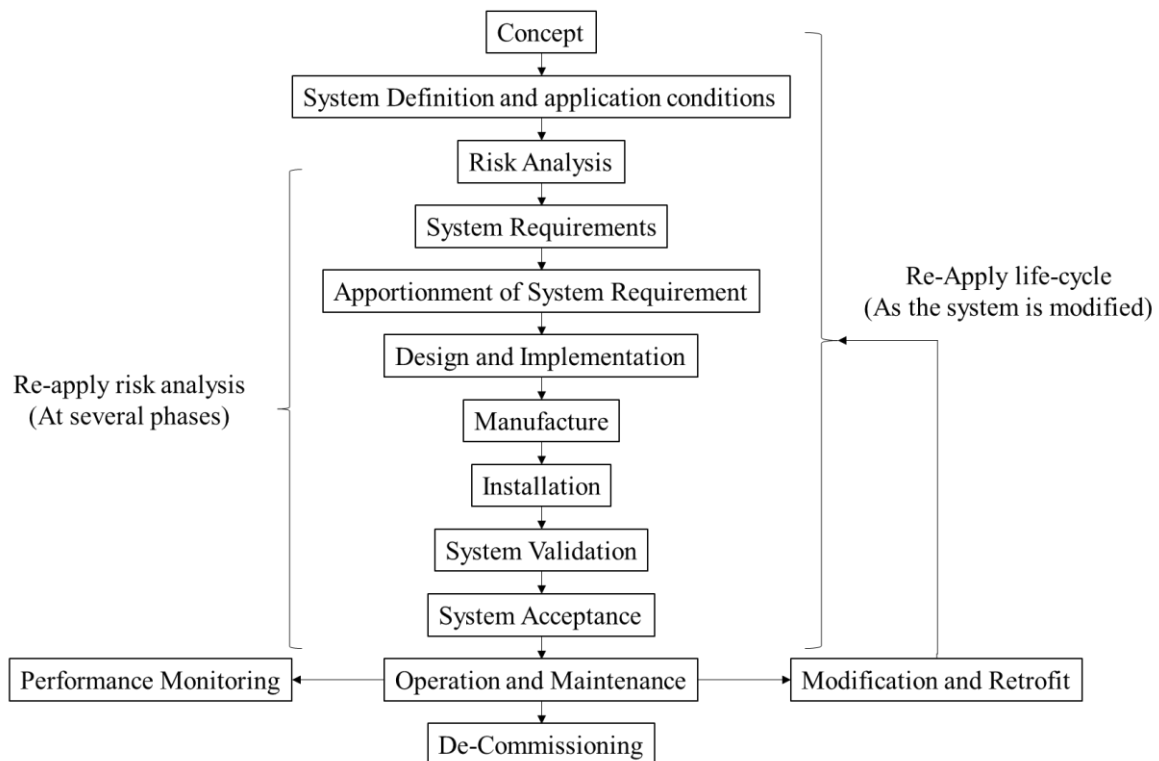 Concept
System Definition and application conditions
Risk Analysis
System Requirements
Apportionment of System Requirement
Design and Implementation
Manufacture
Installation
System Validation
System Acceptance
Re-apply risk analysis
(At several phases)
Re-Apply life-cycle
(As the system is modified)
Performance Monitoring
Operation and Maintenance
Modification and Retrofit
De-Commissioning